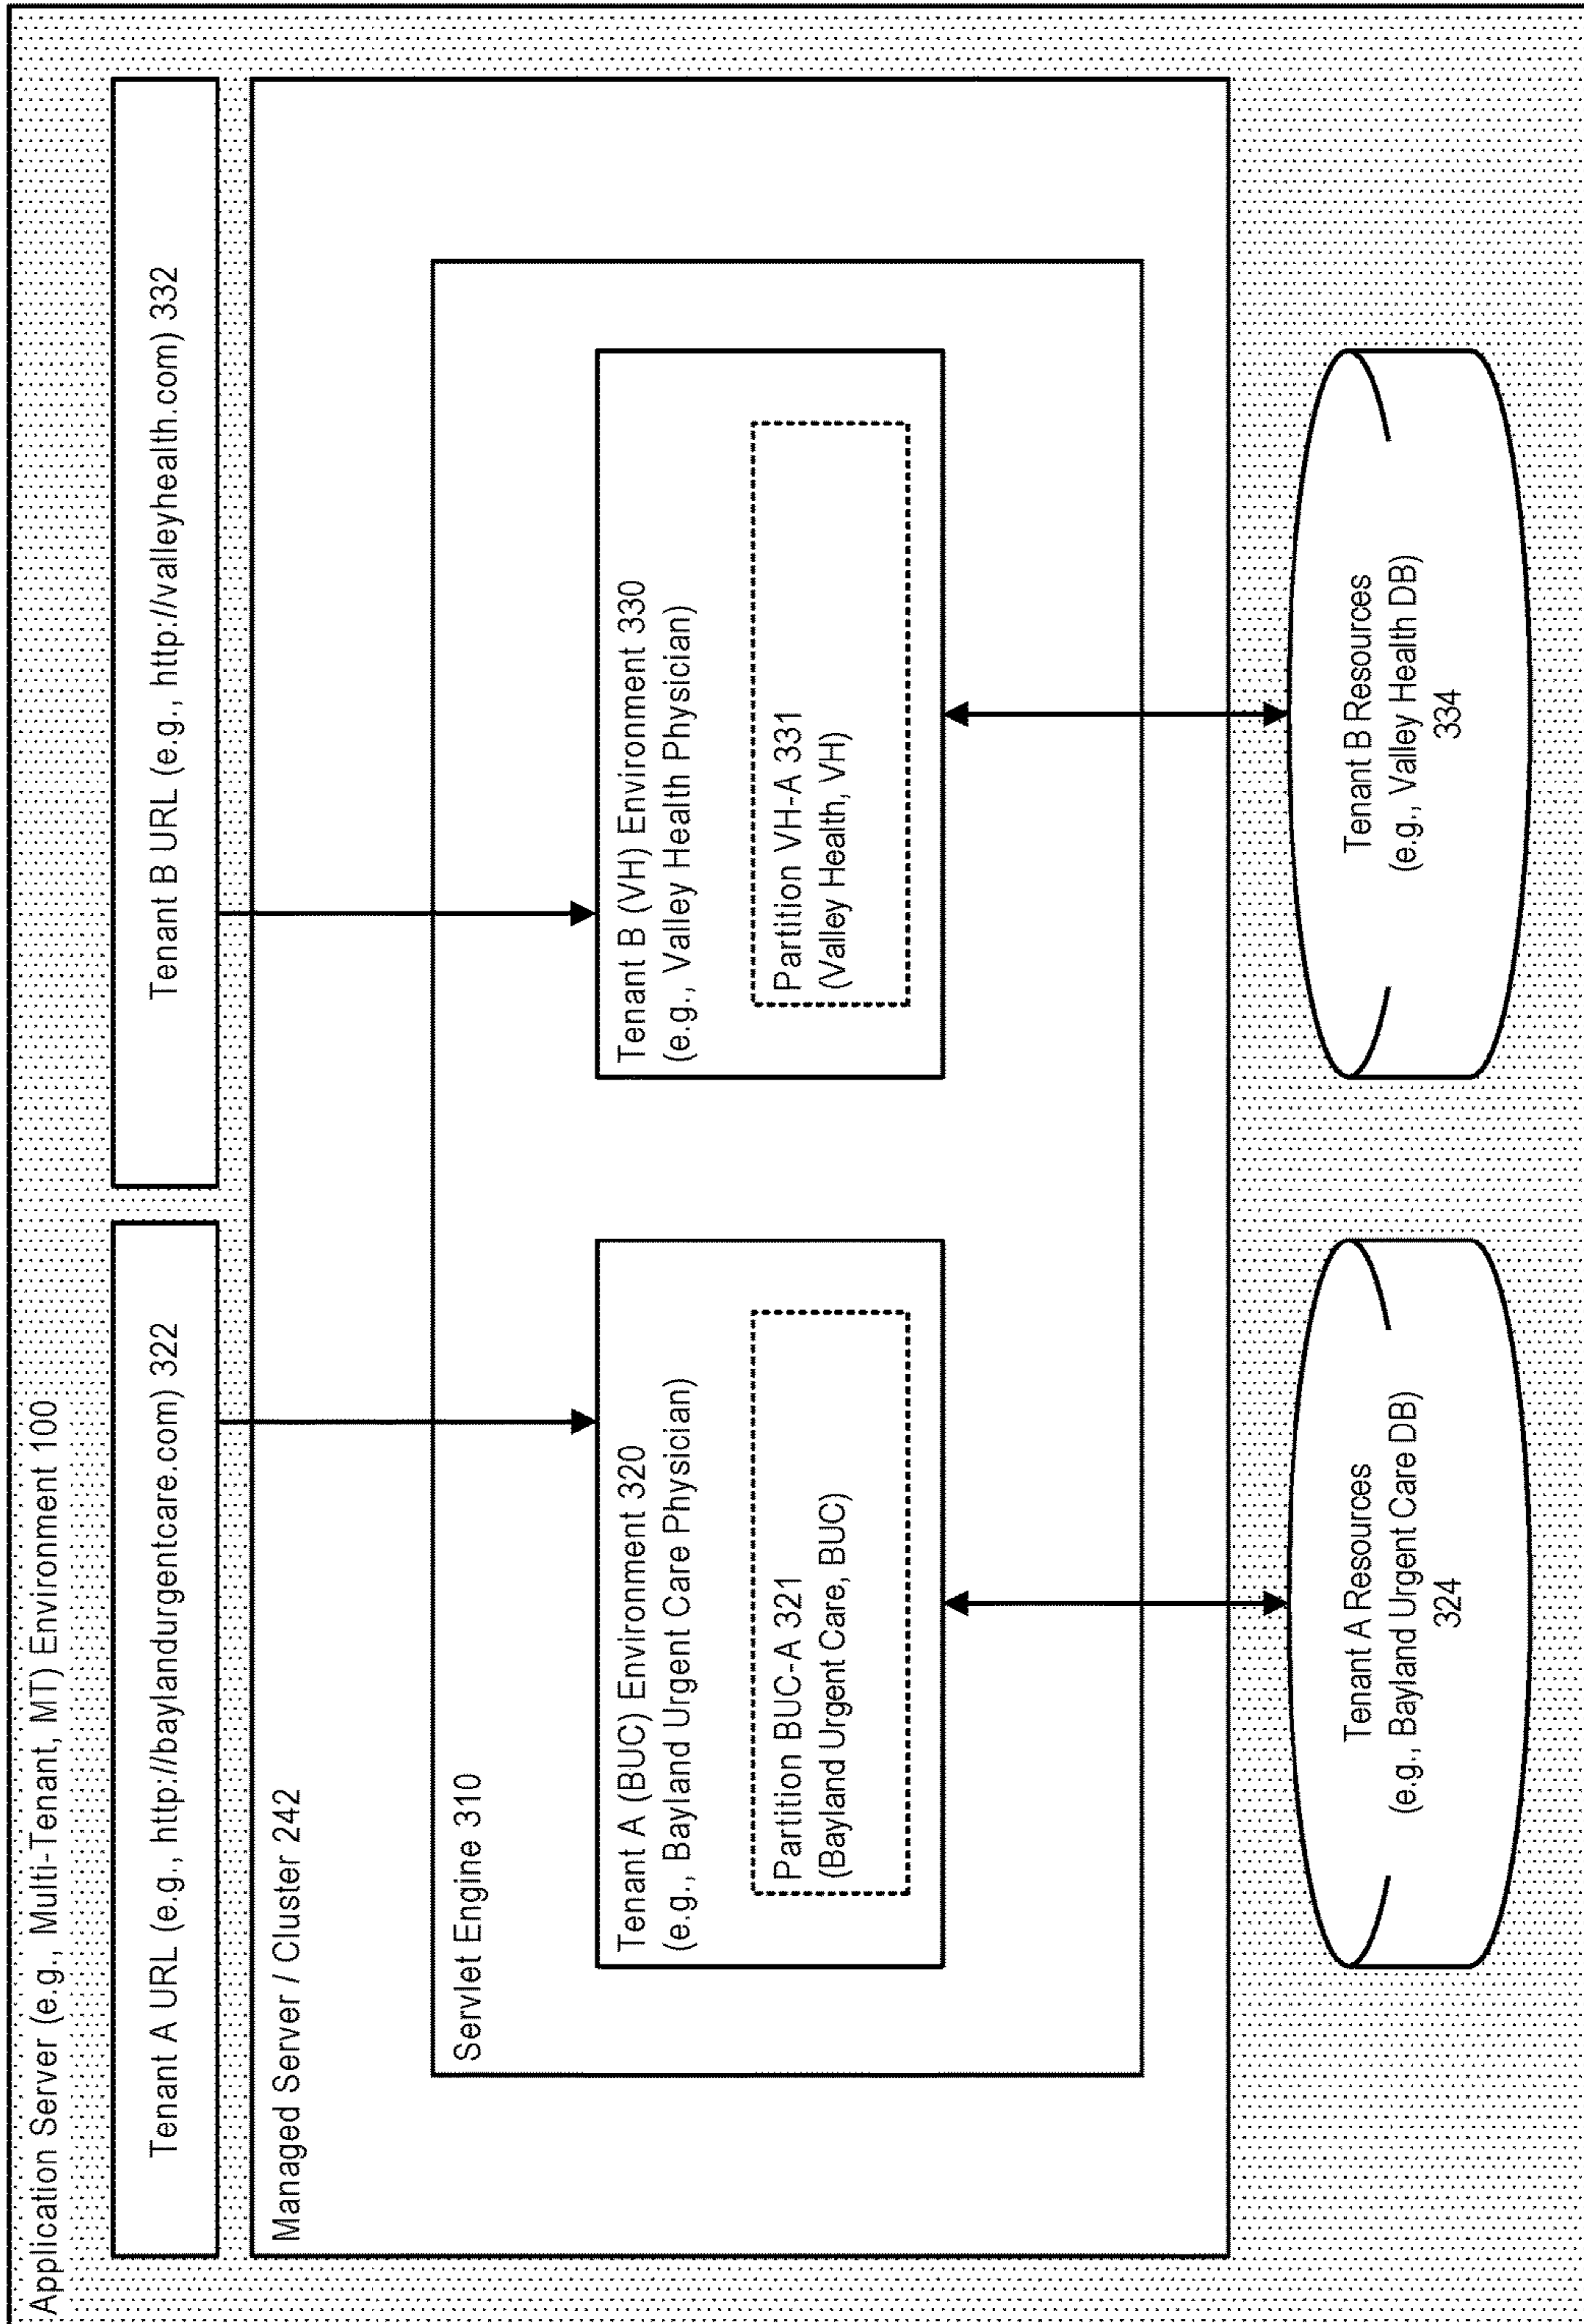 Application Server (e.g., Multi-Tenant, MT) Environment 100
Tenant A URL (e.g., http://baylandurgentcare.com) 322
Tenant B URL (e.g., http://valleyhealth.com) 332
Managed Server / Cluster 242
Servlet Engine 310
Tenant A (BUC) Environment 320
(e.g., Bayland Urgent Care Physician)
Partition BUC-A 321
(Bayland Urgent Care, BUC)
Tenant B (VH) Environment 330
(e.g., Valley Health Physician)
Partition VH-A 331
(Valley Health, VH)
Tenant A Resources
(e.g., Bayland Urgent Care DB)
324
Tenant B Resources
(e.g., Valley Health DB)
334